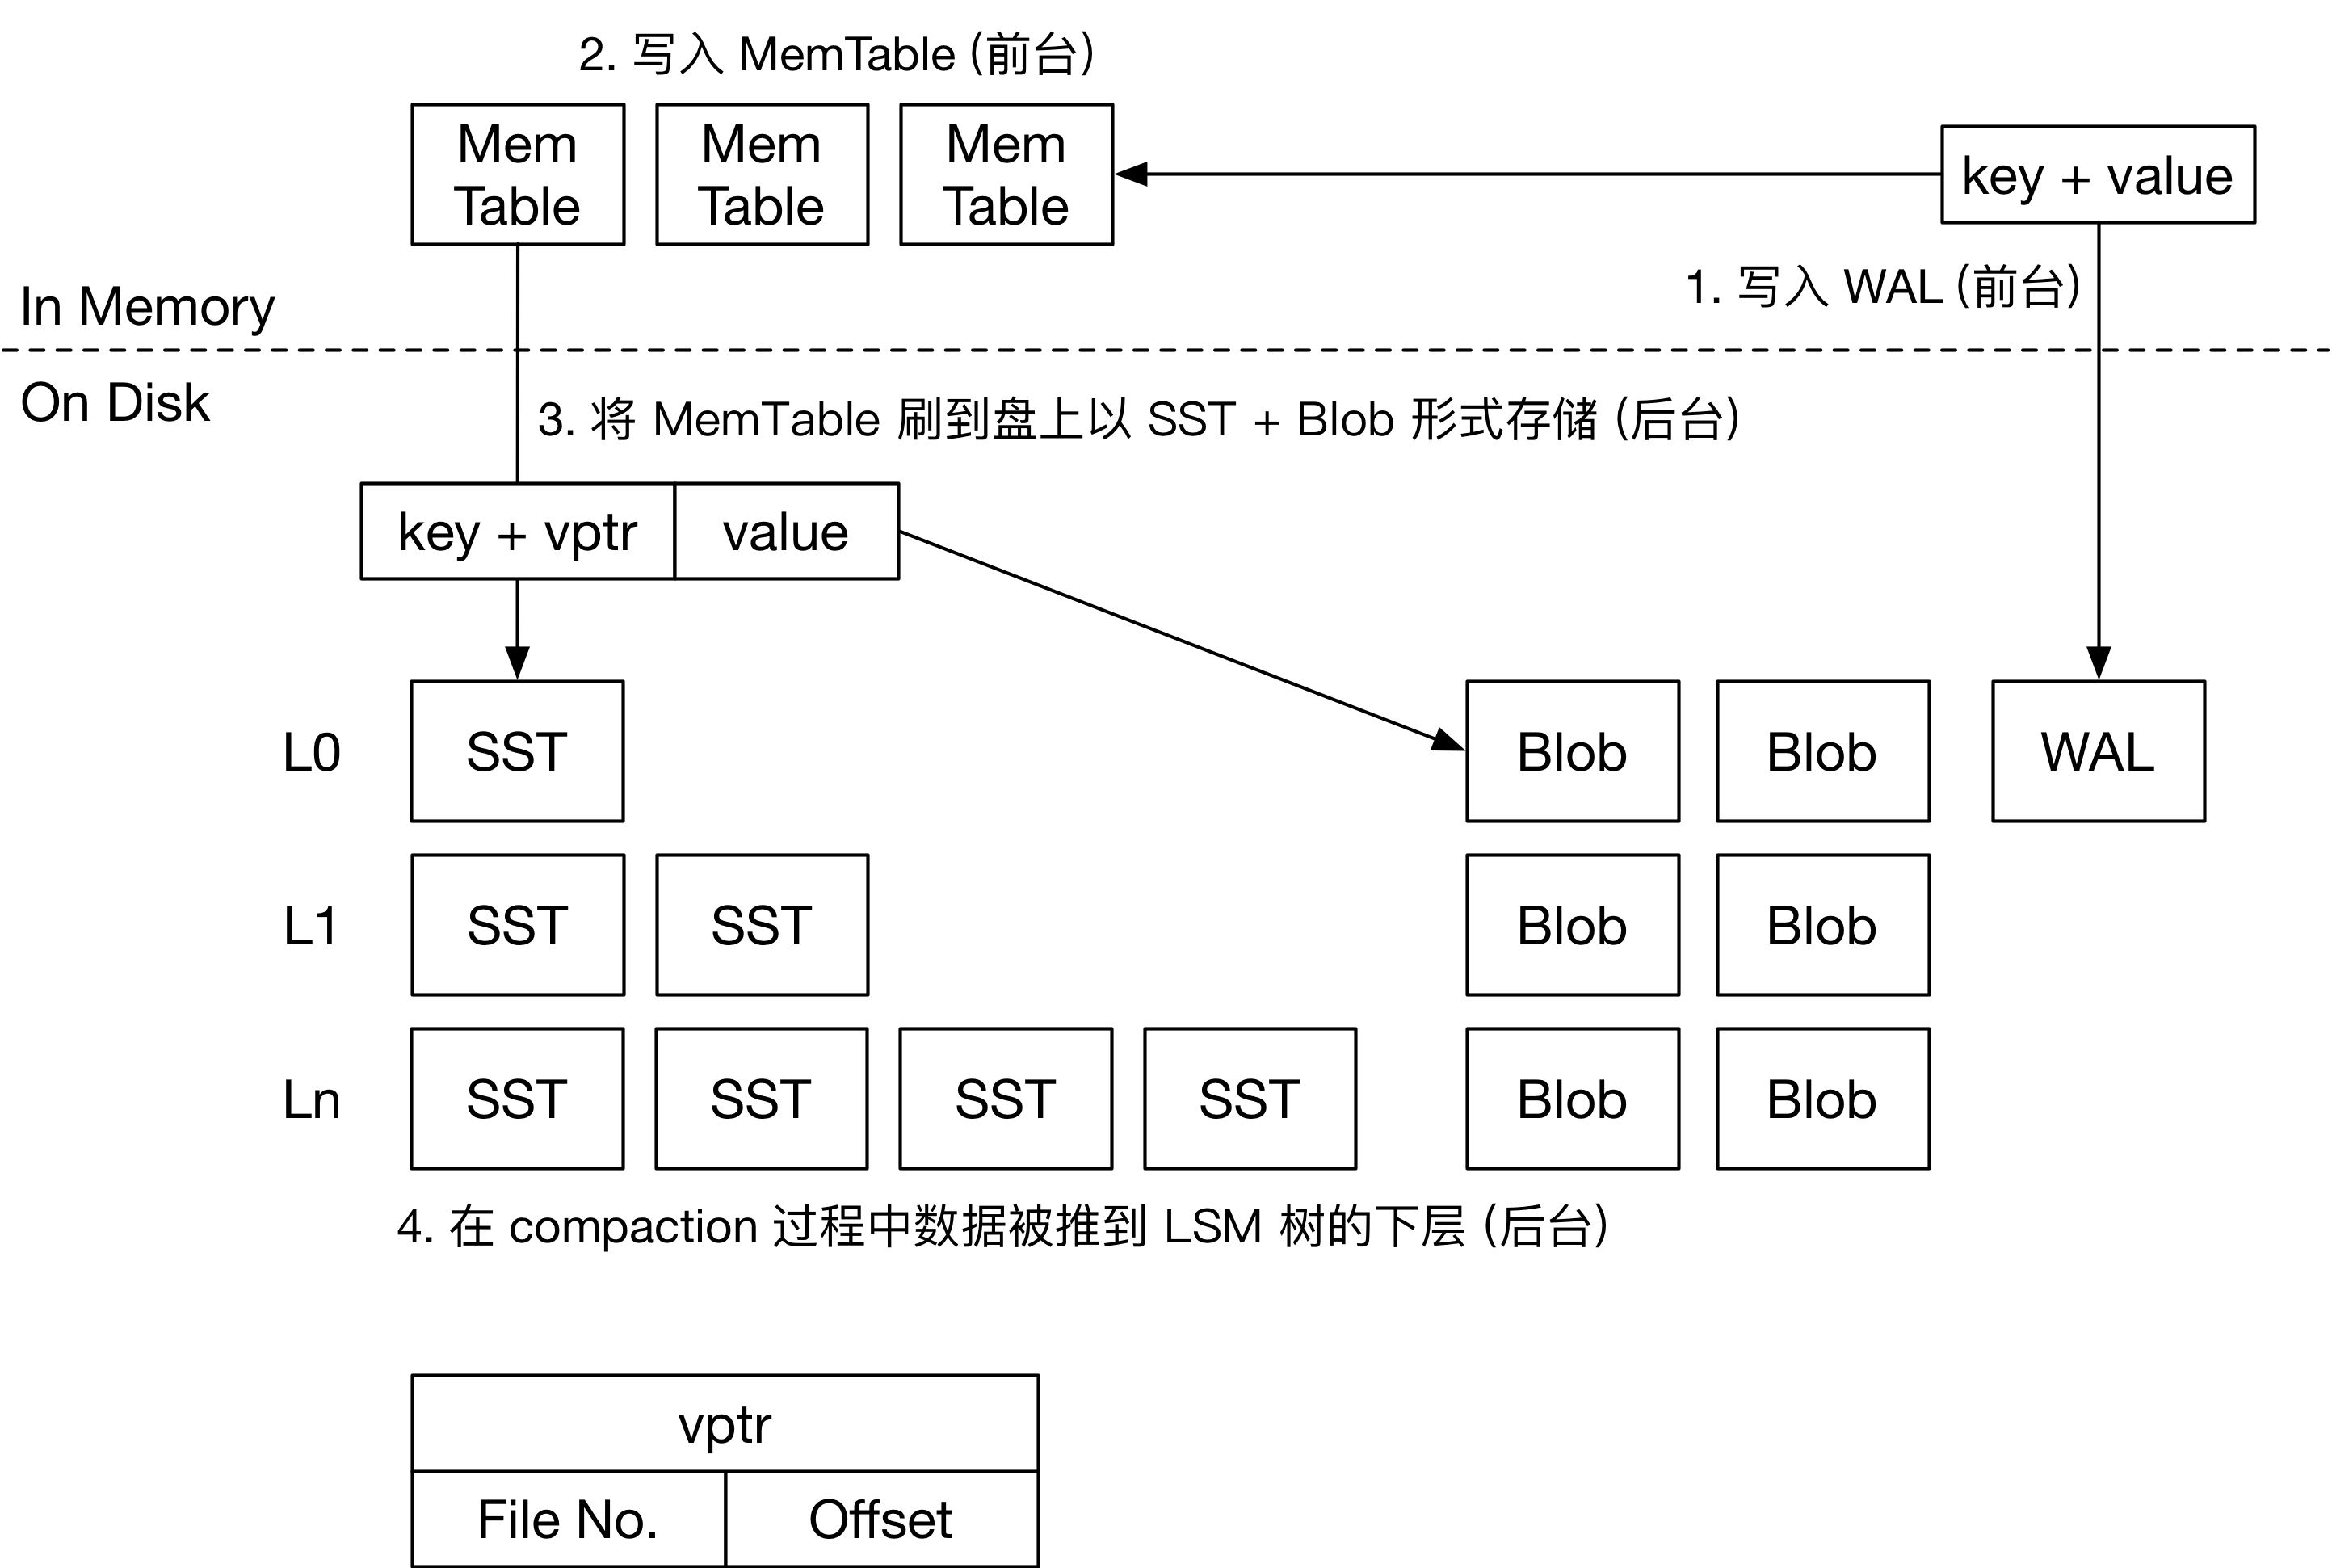 2. 写入 MemTable (前台)
Mem
Table
Mem
Table
Mem
Table
key + value
1. 写入 WAL (前台)
In Memory
On Disk
3. 将 MemTable 刷到盘上以 SST + Blob 形式存储 (后台)
key + vptr
value
L0
SST
Blob
Blob
WAL
L1
SST
SST
Blob
Blob
Ln
SST
SST
SST
SST
Blob
Blob
4. 在 compaction 过程中数据被推到 LSM 树的下层 (后台)
vptr
File No.
Offset